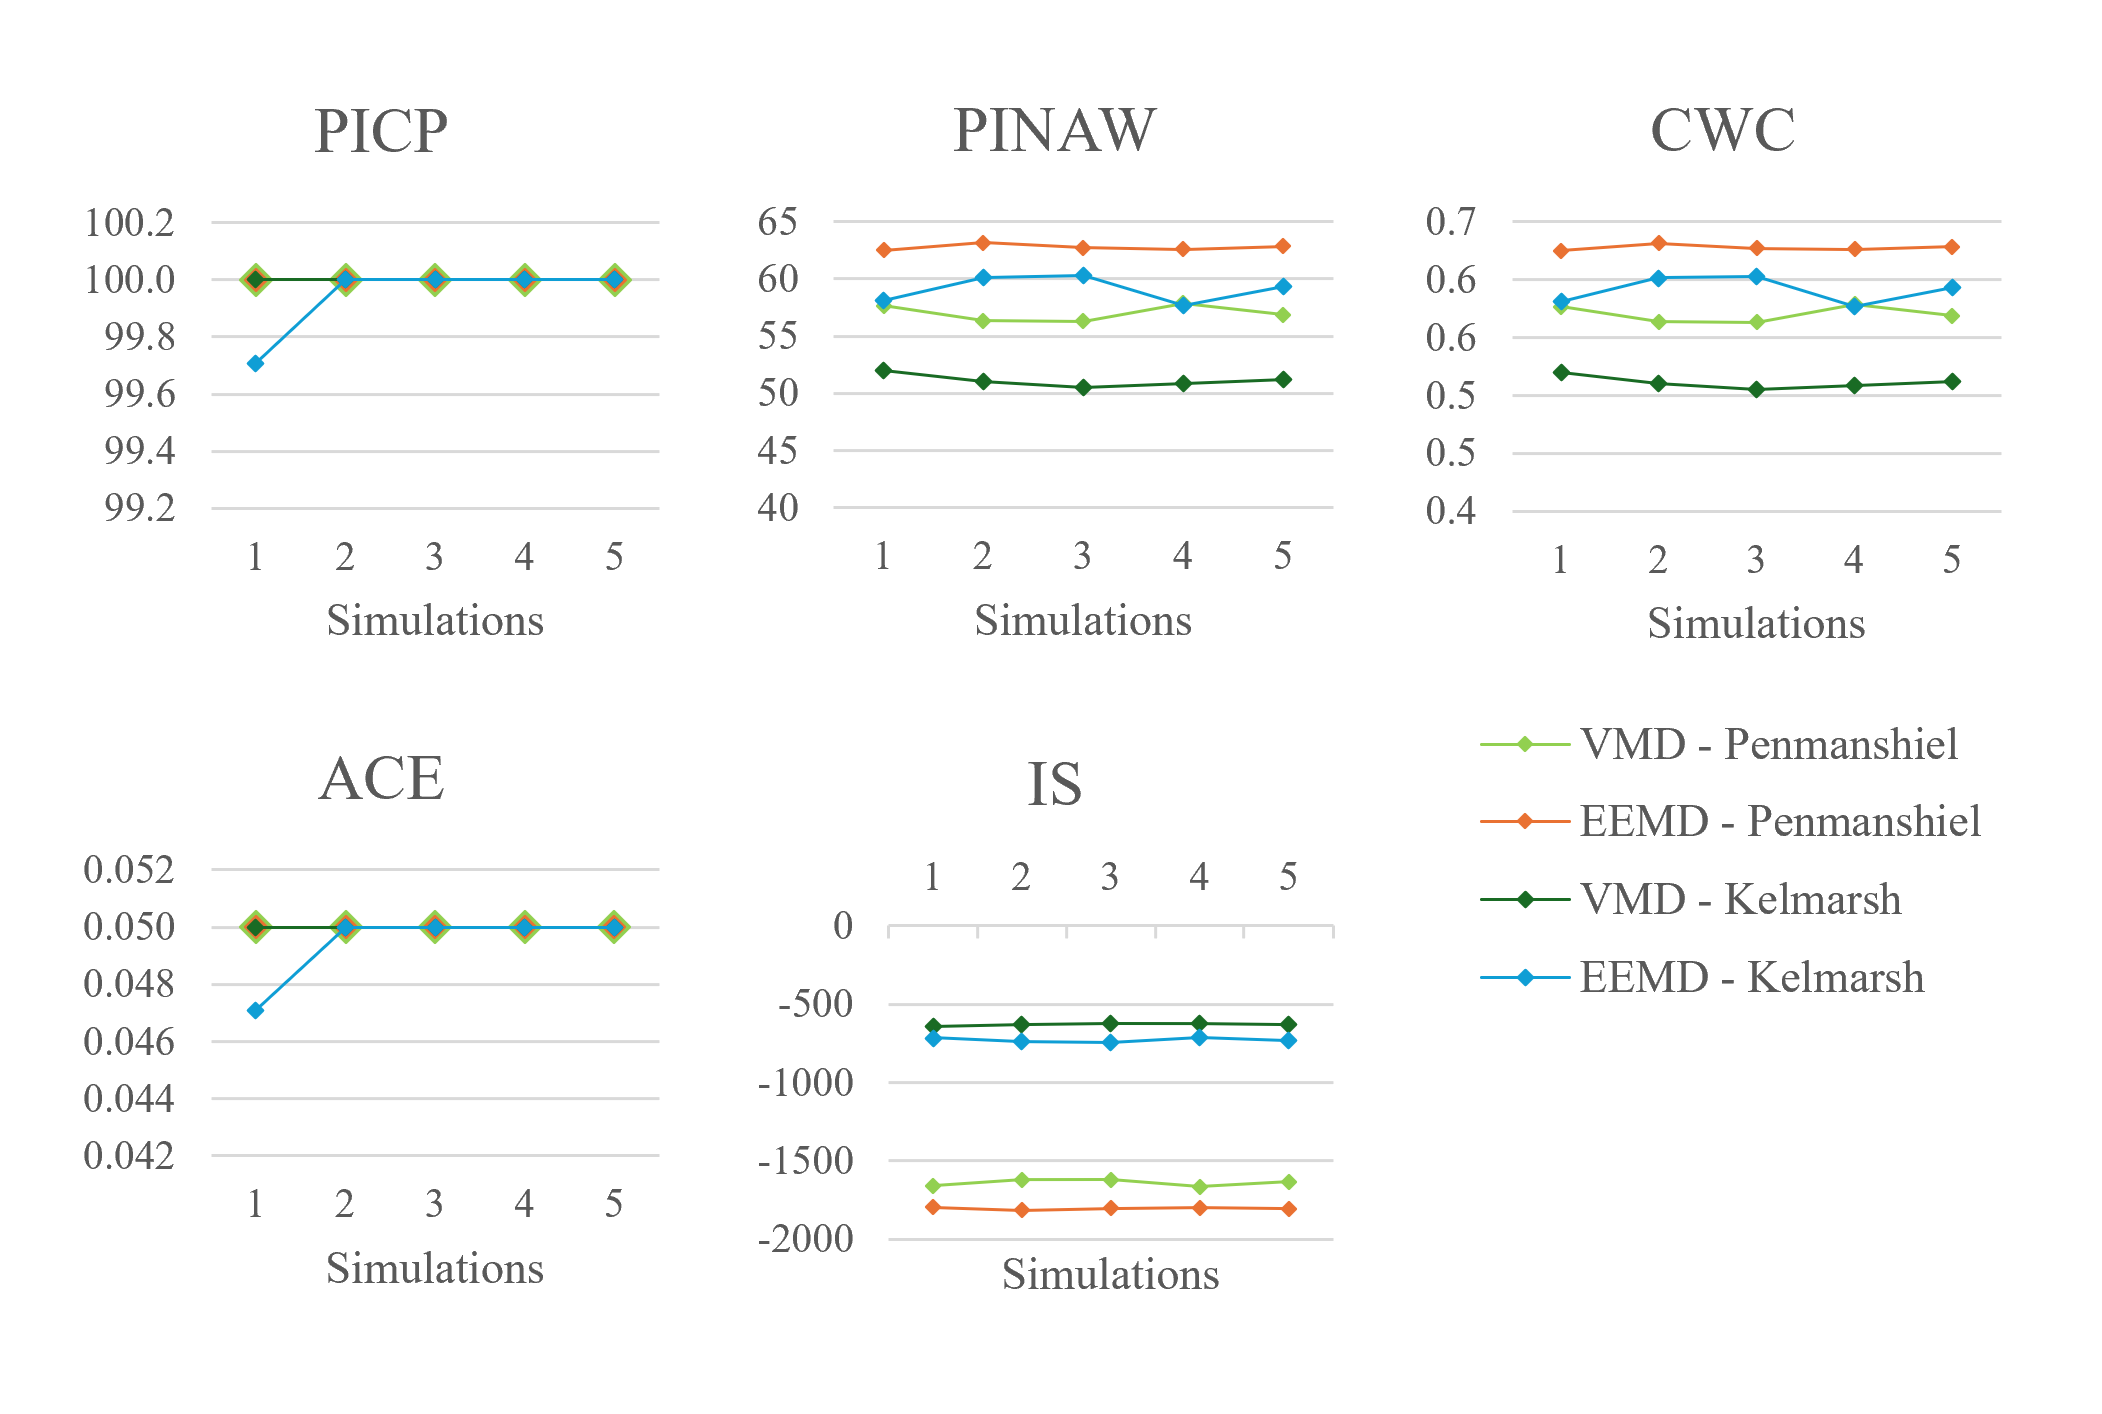 PICP
100.2
100.0
99.8
99.6
99.4
99.2
1 2 3 4 5
Simulations
PINAW
65
60
55
50
45
40
1 2 3 4 5
Simulations
CWC
0.7
0.6
0.6
0.5
0.5
0.4
1 2 3 4 5
Simulations
ACE
0.052
0.050
0.048
0.046
0.044
0.042
1 2 3 4 5
Simulations
IS
1 2 3 4 5
0
-500
-1000
-1500
-2000
Simulations
VMD - Penmanshiel
EEMD - Penmanshiel
VMD - Kelmarsh
EEMD - Kelmarsh